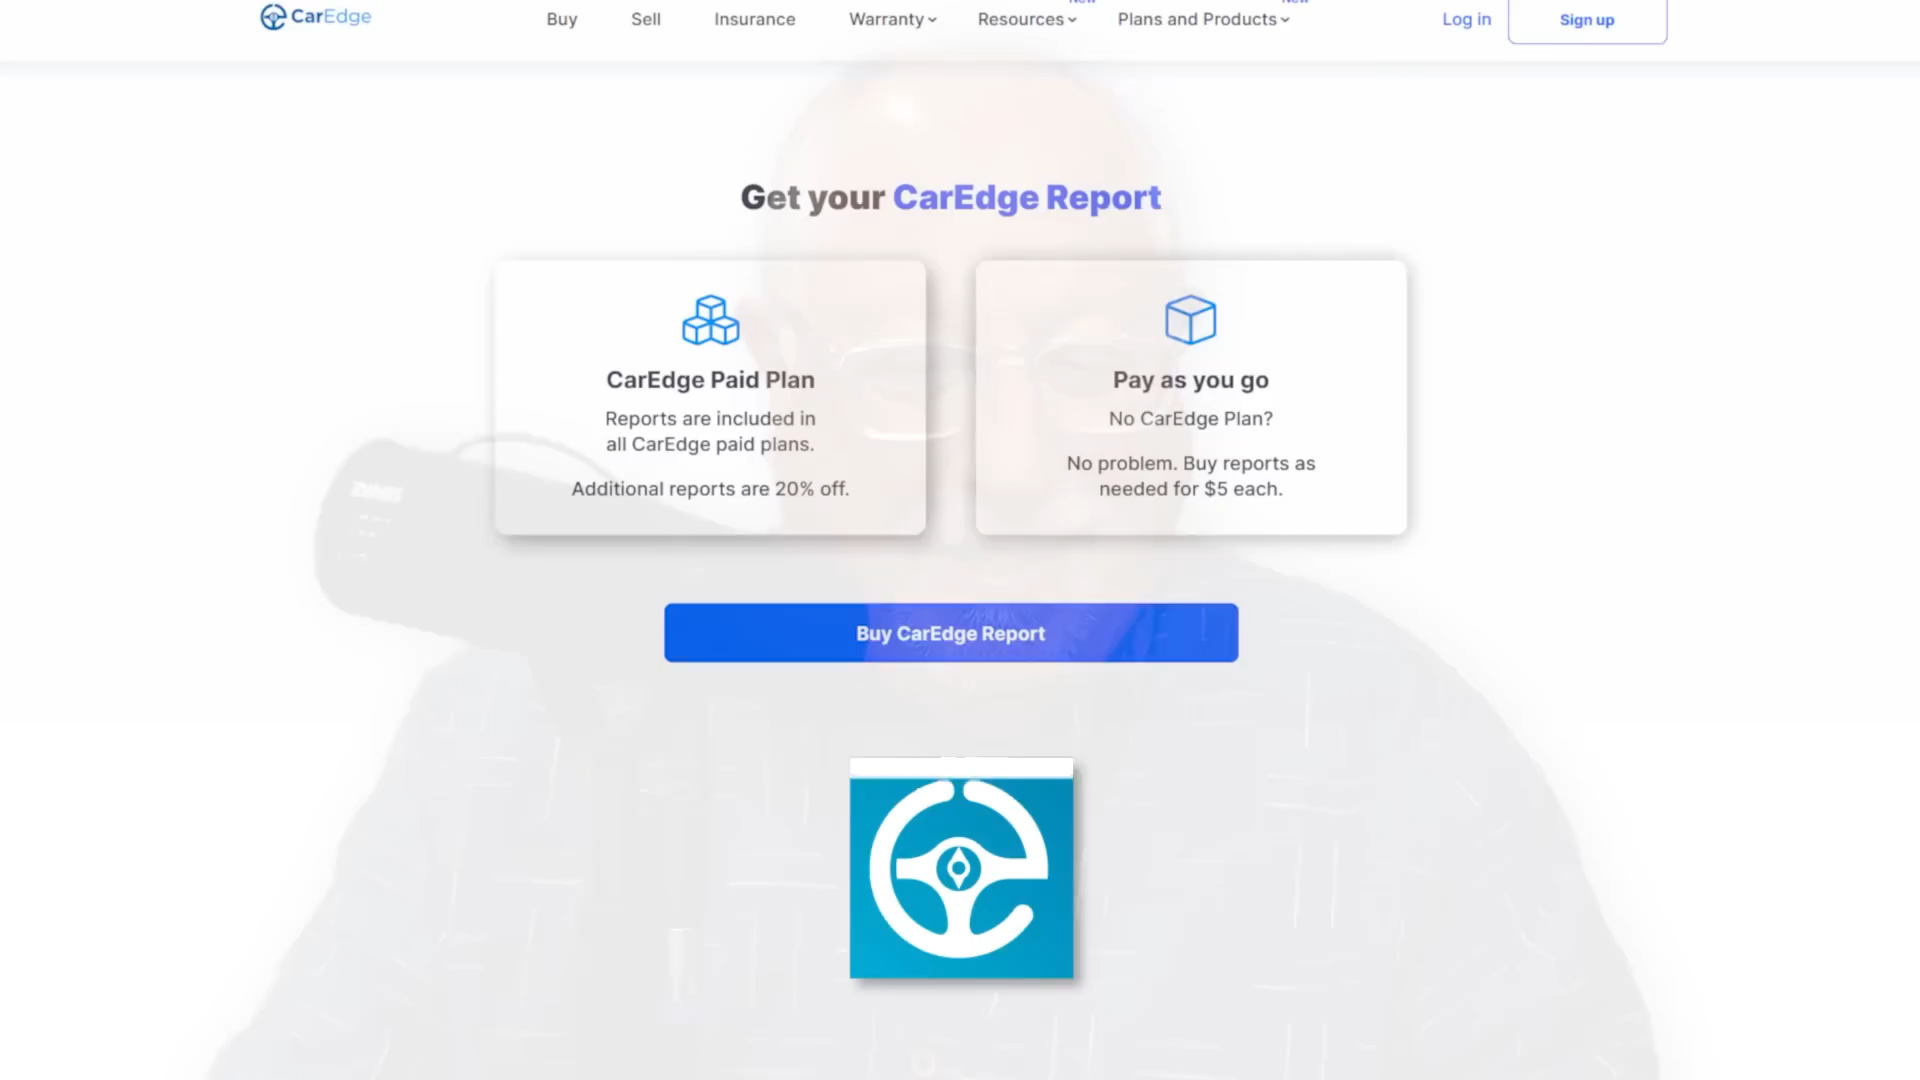 CarEdge
Buy
Sell
Insurance
Warranty
New
Resources
New
Plans and Products
Log in
Sign up
Get your CarEdge Report
CarEdge Paid Plan
Reports are included in
all CarEdge paid plans.
Additional reports are 20% off.
Pay as you go
No CarEdge Plan?
No problem. Buy reports as
needed for $5 each.
Buy CarEdge Report